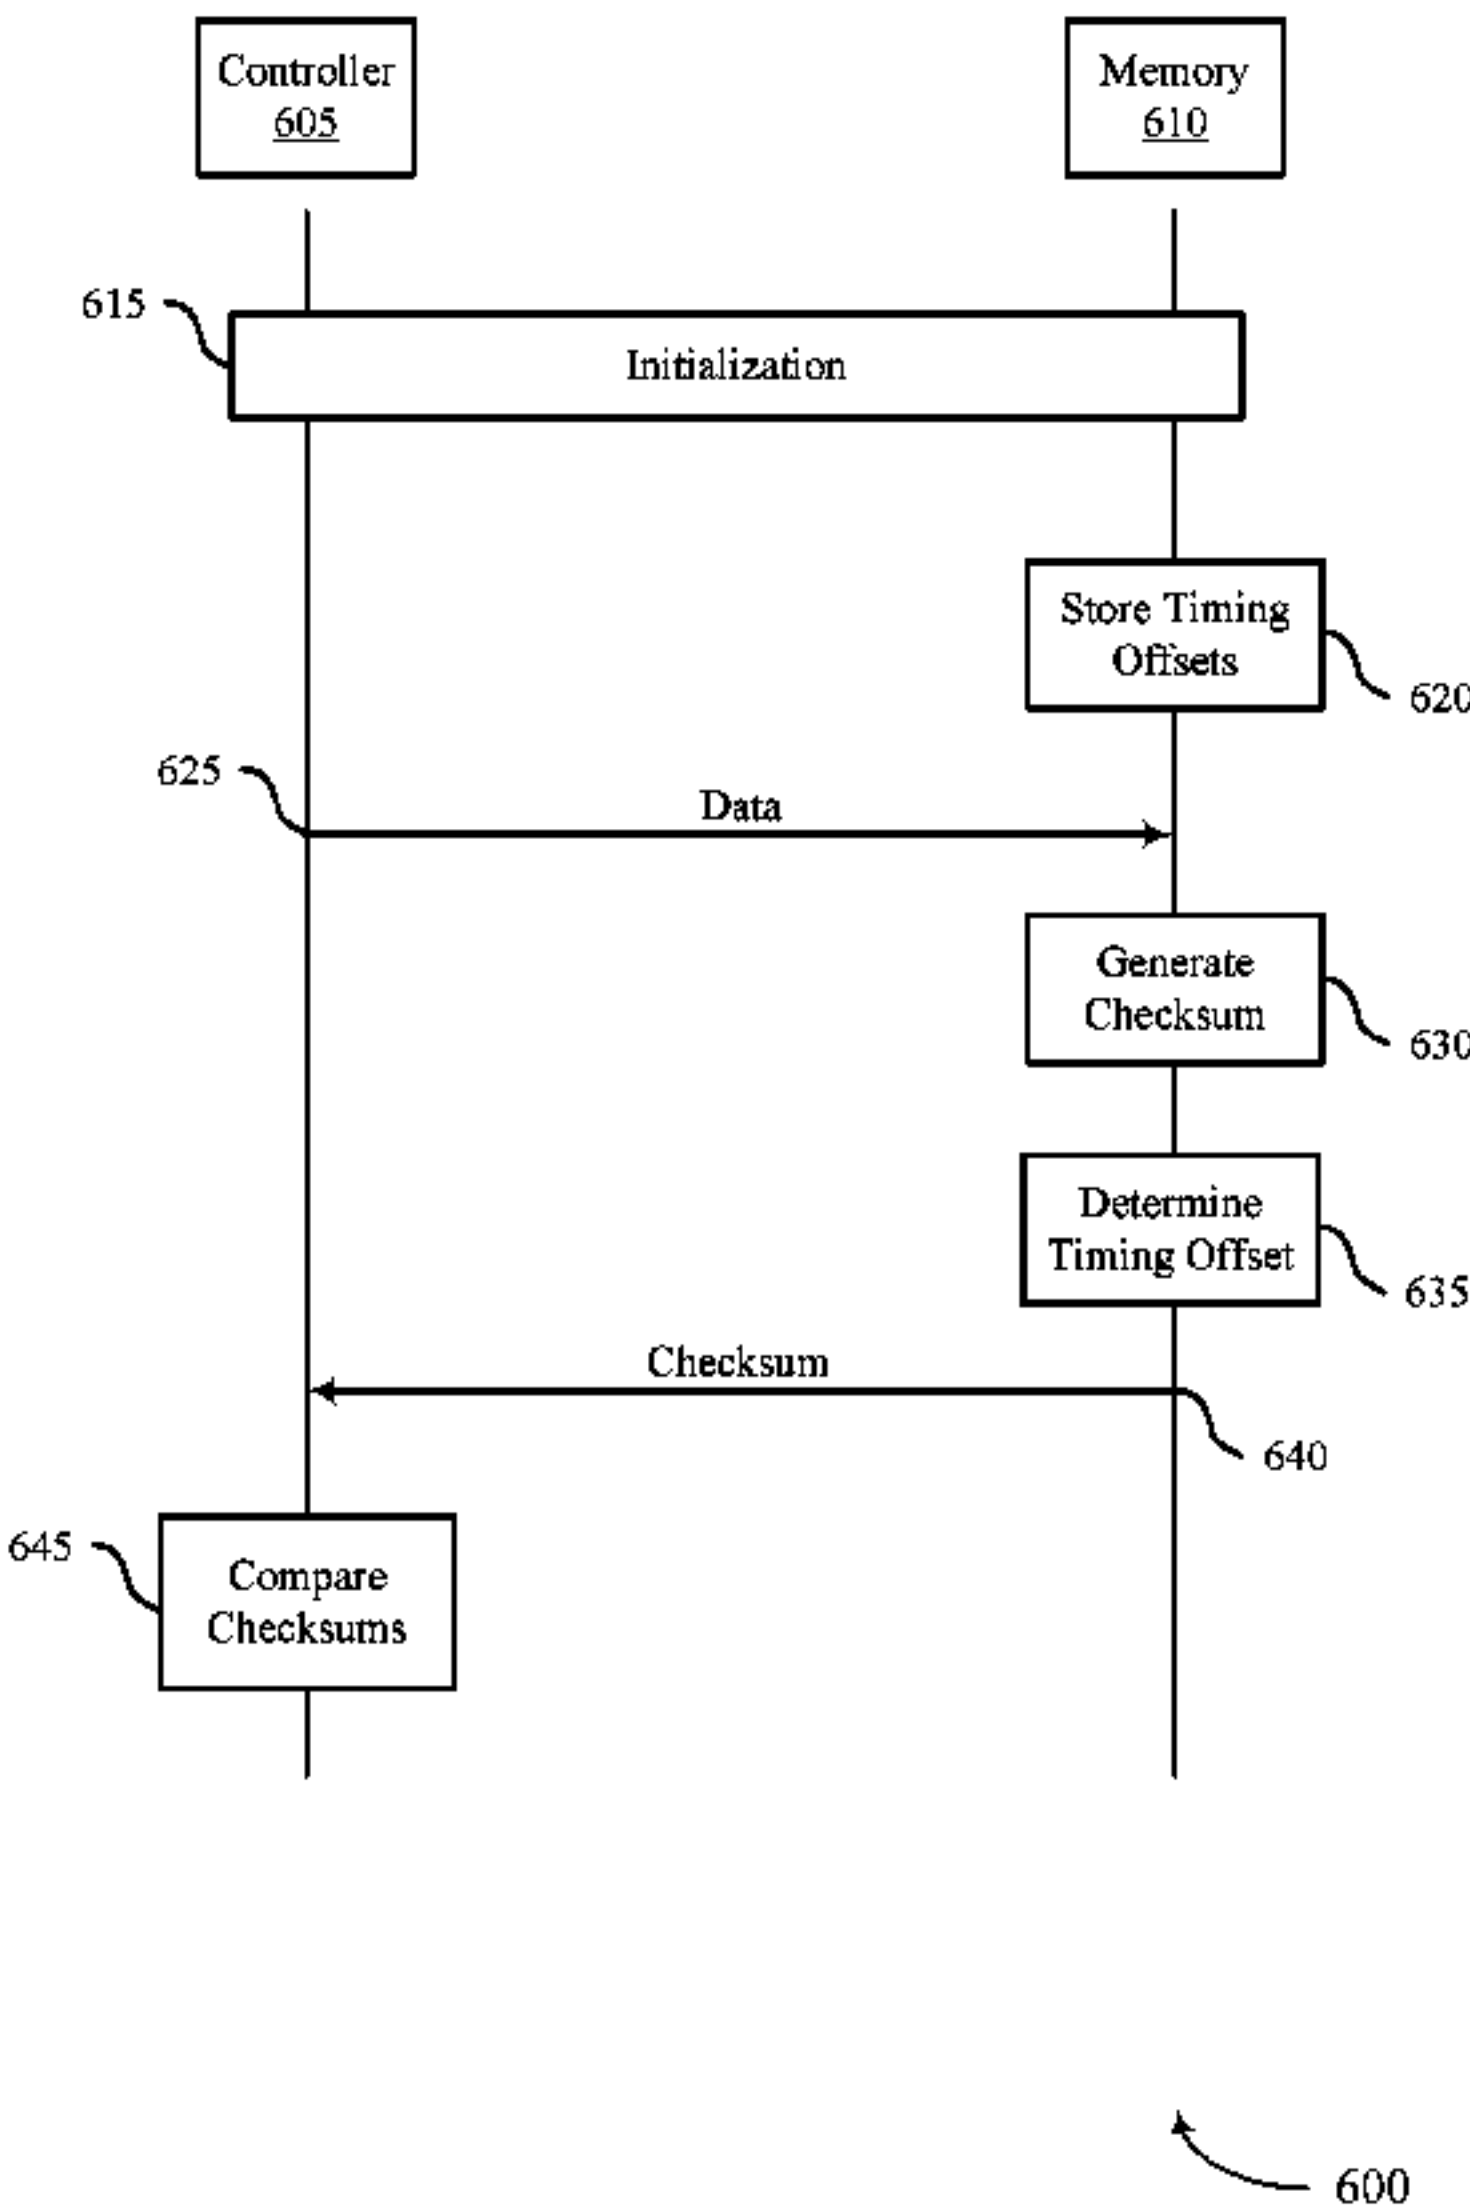 Controller
605
Memory
610
615
Initialization
Store Timing
Offsets
620
625
Data
Generate
Checksum
630
Determine
Timing Offset
635
Checksum
640
645
Compare
Checksums
600